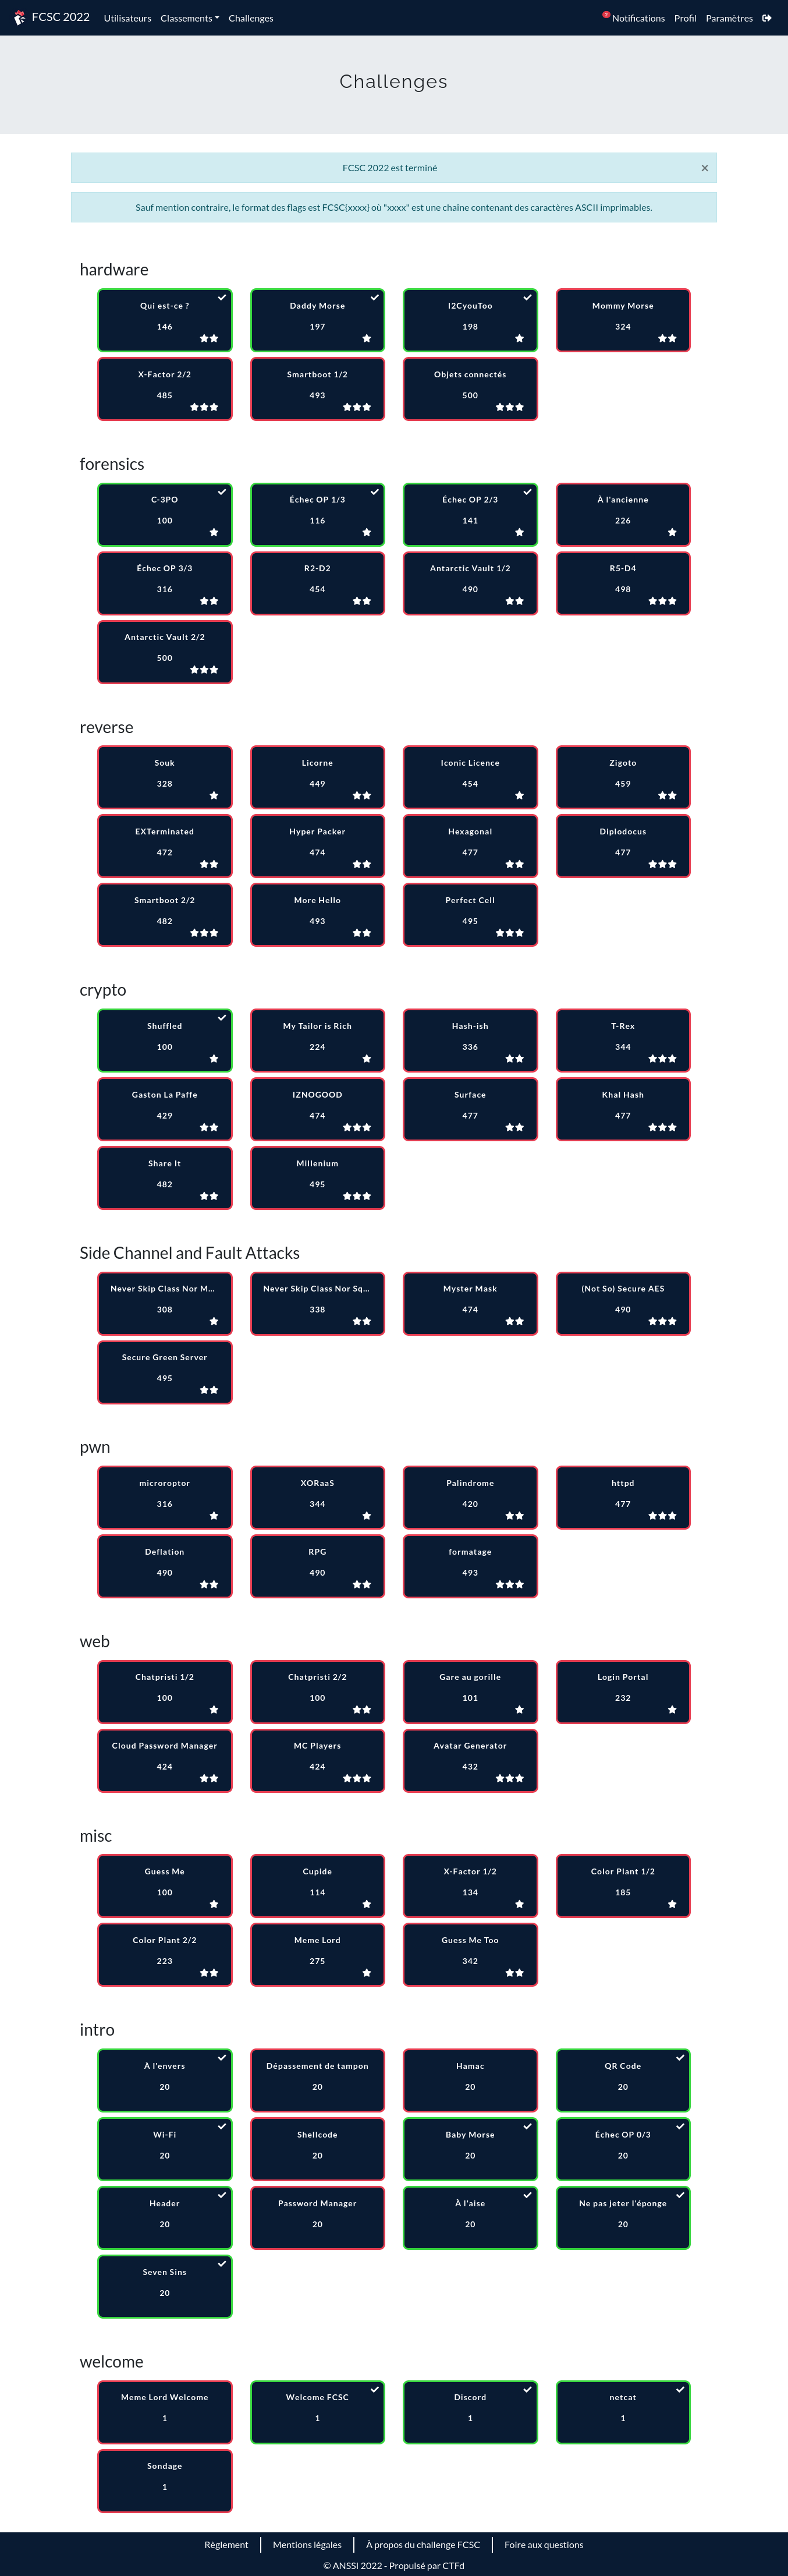 FCSC 2022 Utilisateurs Classements Challenges 2 Notifications Profil Paramètres
Challenges
FCSC 2022 est terminé ×
Sauf mention contraire, le format des flags est FCSC{xxxx} où "xxxx" est une chaîne contenant des caractères ASCII imprimables.
hardware
Qui est-ce ? Daddy Morse I2CyouToo Mommy Morse
146 197 198 324
X-Factor 2/2 Smartboot 1/2 Objets connectés
485 493 500
forensics
C-3PO Échec OP 1/3 Échec OP 2/3 À l'ancienne
100 116 141 226
Échec OP 3/3 R2-D2 Antarctic Vault 1/2 R5-D4
316 454 490 498
Antarctic Vault 2/2
500
reverse
Souk Licorne Iconic Licence Zigoto
328 449 454 459
EXTerminated Hyper Packer Hexagonal Diplodocus
472 474 477 477
Smartboot 2/2 More Hello Perfect Cell
482 493 495
crypto
Shuffled My Tailor is Rich Hash-ish T-Rex
100 224 336 344
Gaston La Paffe IZNOGOOD Surface Khal Hash
429 474 477 477
Share It Millenium
482 495
Side Channel and Fault Attacks
Never Skip Class Nor M... Never Skip Class Nor Sq... Myster Mask (Not So) Secure AES
308 338 474 490
Secure Green Server
495
pwn
microroptor XORaaS Palindrome httpd
316 344 420 477
Deflation RPG formatage
490 490 493
web
Chatpristi 1/2 Chatpristi 2/2 Gare au gorille Login Portal
100 100 101 232
Cloud Password Manager MC Players Avatar Generator
424 424 432
misc
Guess Me Cupide X-Factor 1/2 Color Plant 1/2
100 114 134 185
Color Plant 2/2 Meme Lord Guess Me Too
223 275 342
intro
À l'envers Dépassement de tampon Hamac QR Code
20 20 20 20
Wi-Fi Shellcode Baby Morse Échec OP 0/3
20 20 20 20
Header Password Manager À l'aise Ne pas jeter l'éponge
20 20 20 20
Seven Sins
20
welcome
Meme Lord Welcome Welcome FCSC Discord netcat
1 1 1 1
Sondage
1
Règlement Mentions légales À propos du challenge FCSC Foire aux questions
© ANSSI 2022 - Propulsé par CTFd